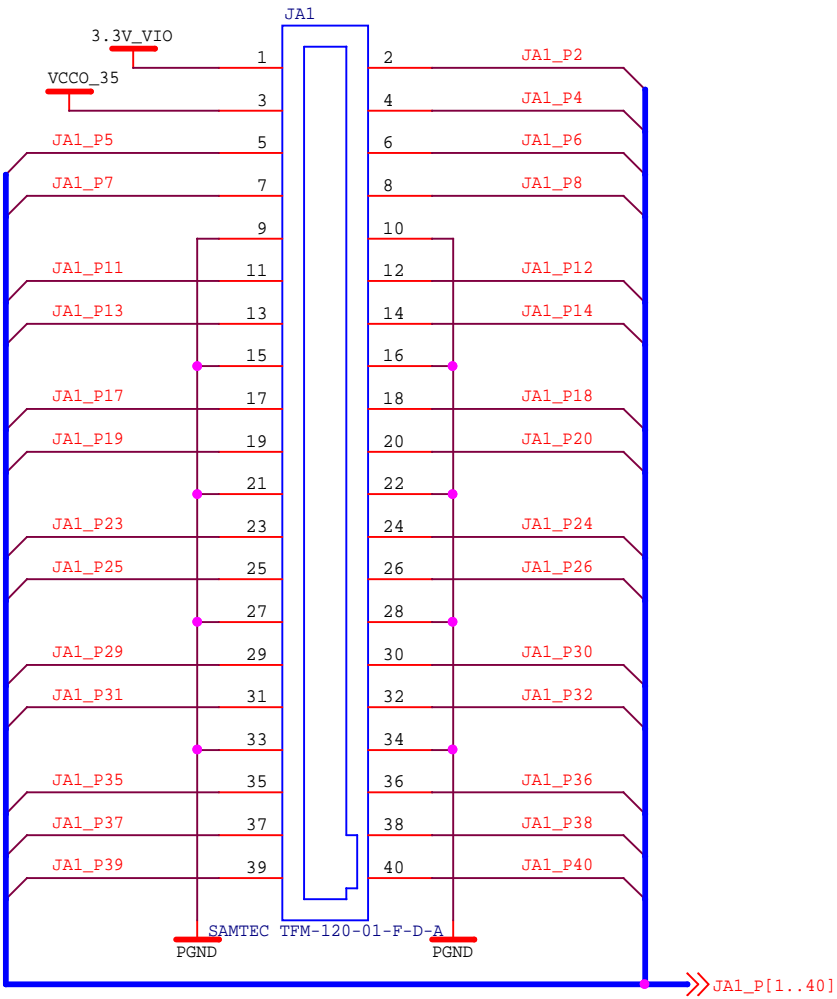 JA1
3.3V_VIO
1 2 JA1_P2
VCCO_35
3 4 JA1_P4
JA1_P5 5 6 JA1_P6
JA1_P7 7 8 JA1_P8
9 10
JA1_P11 11 12 JA1_P12
JA1_P13 13 14 JA1_P14
15 16
JA1_P17 17 18 JA1_P18
JA1_P19 19 20 JA1_P20
21 22
JA1_P23 23 24 JA1_P24
JA1_P25 25 26 JA1_P26
27 28
JA1_P29 29 30 JA1_P30
JA1_P31 31 32 JA1_P32
33 34
JA1_P35 35 36 JA1_P36
JA1_P37 37 38 JA1_P38
JA1_P39 39 40 JA1_P40
SAMTEC TFM-120-01-F-D-A
PGND PGND
JA1_P[1..40]